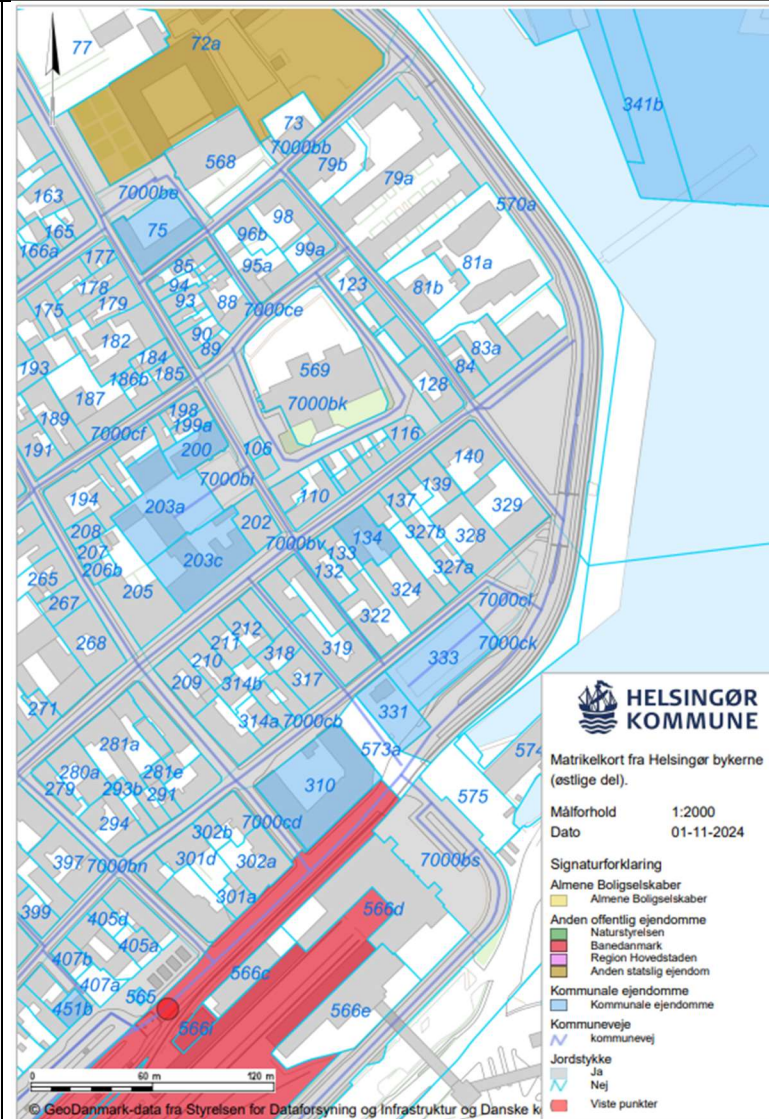 77
72a
341b
73
7000bb
568
79b
79a
163
7000be
570a
165
75
98
166a
96b
177
99a
85
95a
81a
178
94
123
81b
175
179
93
88
7000ce
182
90
83a
184
89
193
186b
185
569
84
187
128
189
198
7000bk
7000cf
199a
116
191
200
106
140
7000bi
194
203a
110
139
137
329
208
202
327b
328
207
7000bv
134
265
206b
203c
133
327a
205
132
267
324
268
322
7000ci
212
211
318
319
7000ck
210
333
209
314b
317
271
331
314a
7000cb
281a
573a
574
280a
281e
279
293b
310
575
291
294
7000cd
302b
397
7000bn
301d
302a
7000bs
301a
399
405d
566d
405a
407b
566c
407a
565
451b
566i
566e
HELSINGØR
KOMMUNE
Matrikelkort fra Helsingør bykerne
(østlige del).
Målforhold 1:2000
Dato 01-11-2024
Signaturforklaring
Almene Boligselskaber
Almene Boligselskaber
Anden offentlig ejendomme
Naturstyrelsen
Banedanmark
Region Hovedstaden
Anden statslig ejendom
Kommunale ejendomme
Kommunale ejendomme
Kommuneveje
kommunevej
Jordstykke
Ja
Nej
Viste punkter
0 60 m 120 m
© GeoDanmark-data fra Styrelsen for Dataforsyning og Infrastruktur og Danske